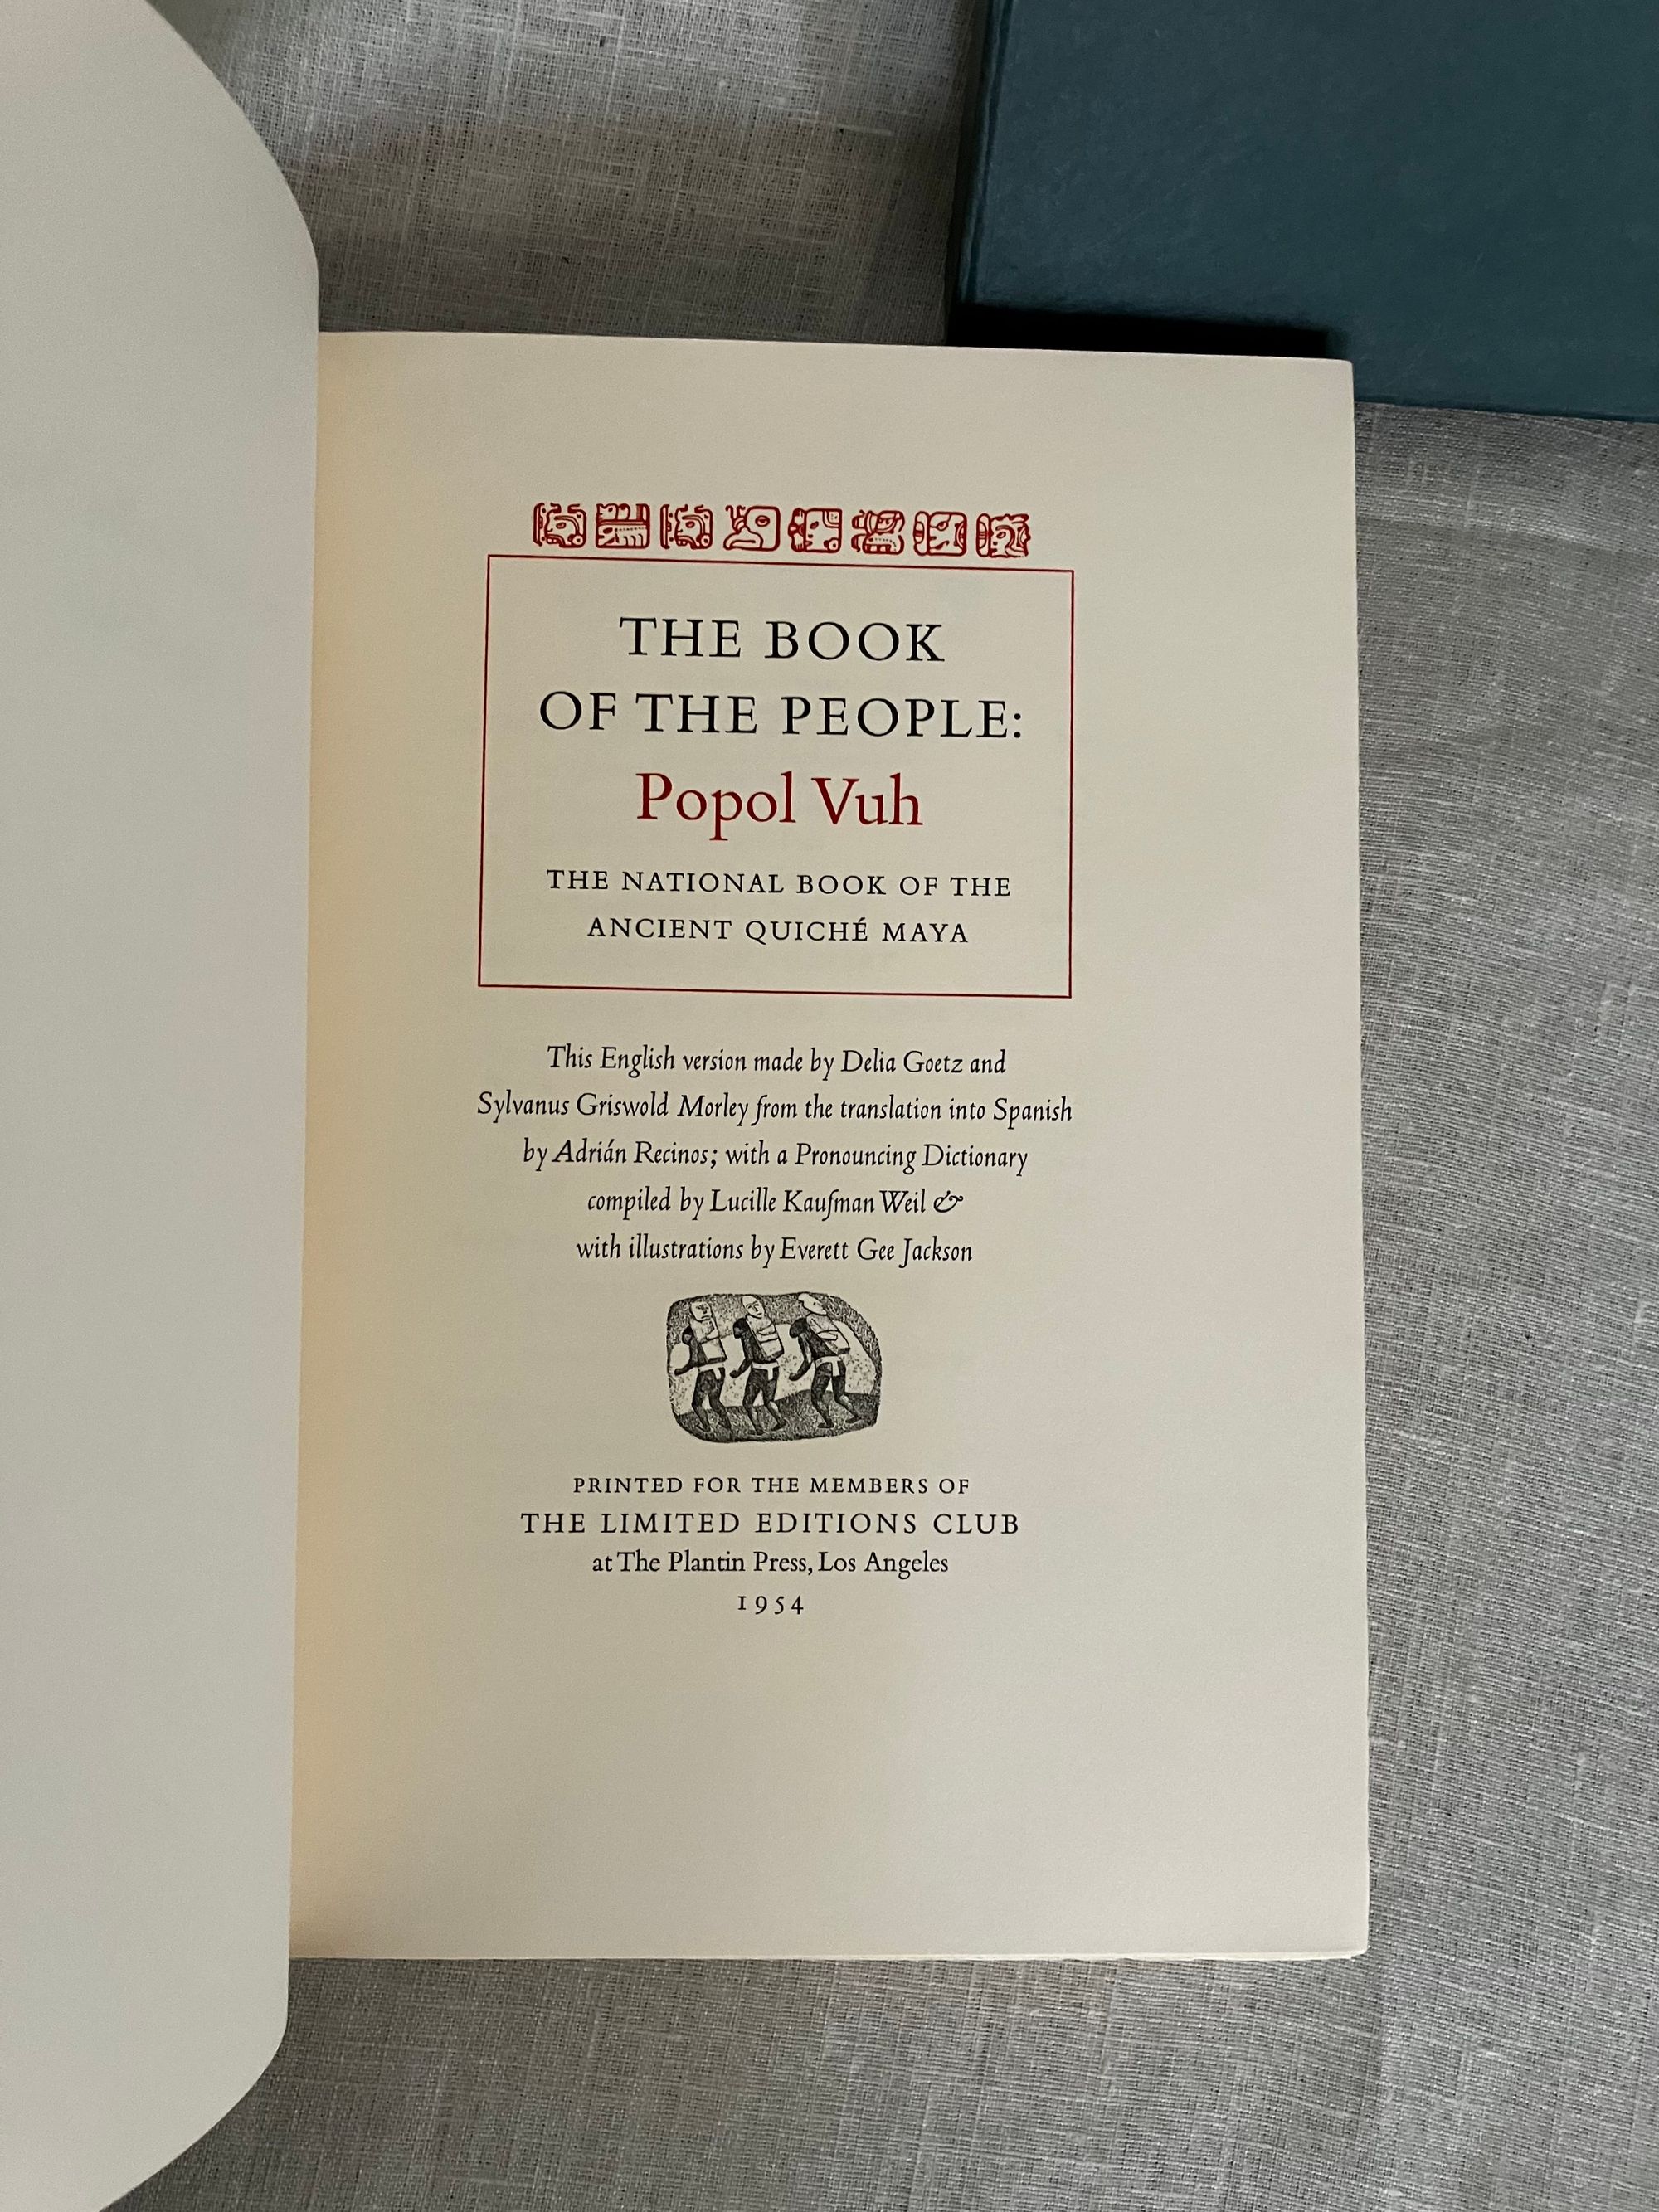 THE BOOK
OF THE PEOPLE:
Popol Vuh
THE NATIONAL BOOK OF THE
ANCIENT QUICHÉ MAYA
This English version made by Delia Goetz and
Sylvanus Griswold Morley from the translation into Spanish
by Adrián Recinos; with a Pronouncing Dictionary
compiled by Lucille Kaufman Weil &
with illustrations by Everett Gee Jackson
PRINTED FOR THE MEMBERS OF
THE LIMITED EDITIONS CLUB
at The Plantin Press, Los Angeles
1954